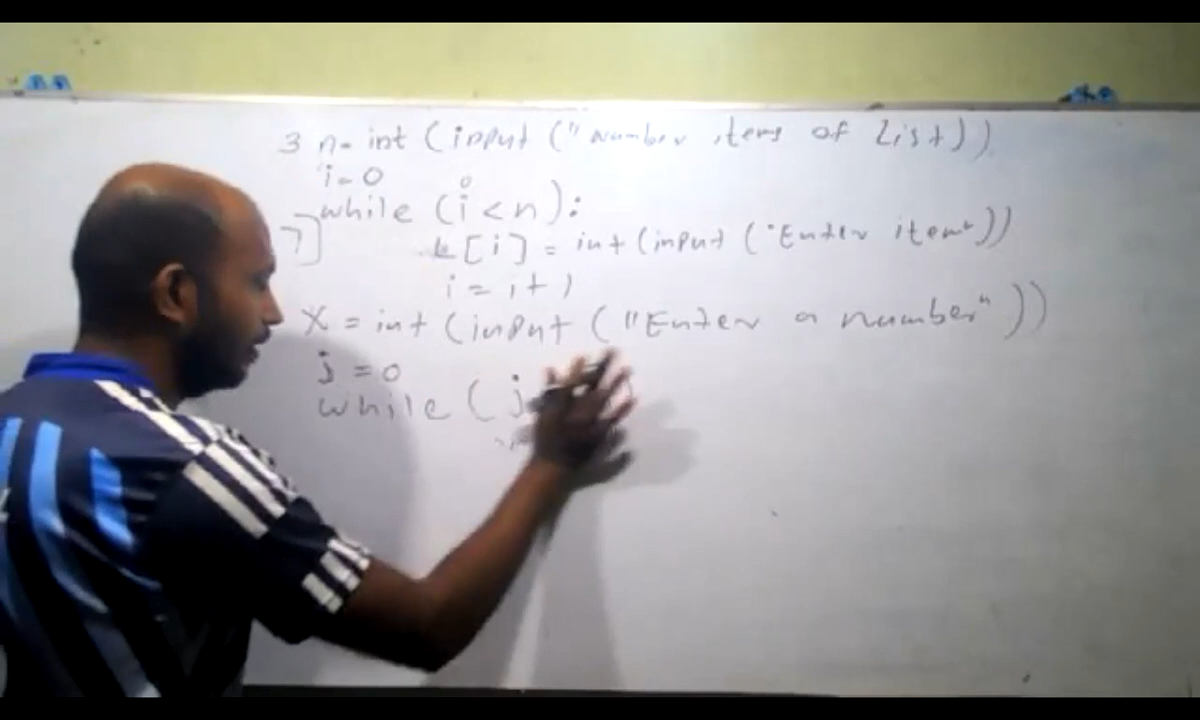 3 n= int (input ("Number items of List))
i=0
0
while (i<n):
L[i] = int (input ("Enter item"))
i = i+1
X = int (input ("Enter a number"))
j = 0
while (j